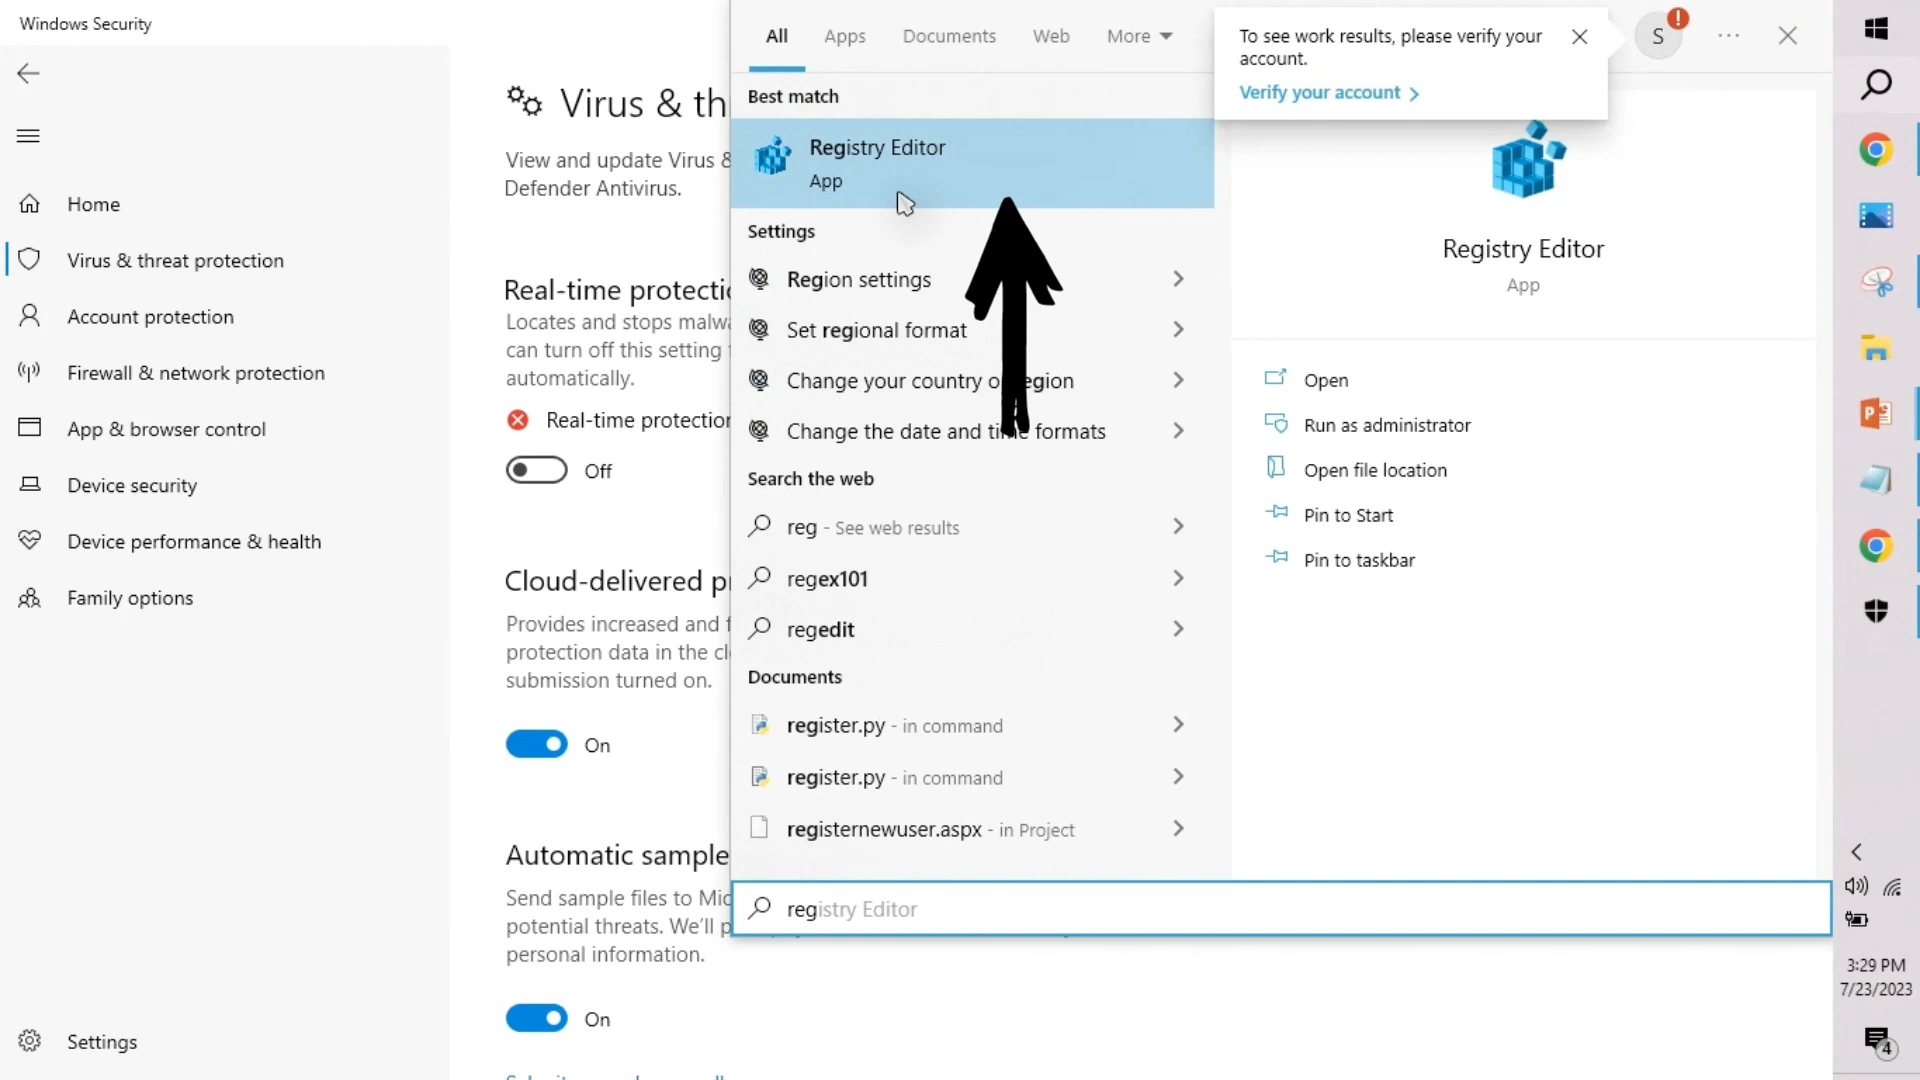 Windows Security
Home
Virus & threat protection
Account protection
Firewall & network protection
App & browser control
Device security
Device performance & health
Family options
Settings
Virus & th
View and update Virus &
Defender Antivirus.
Real-time protectio
Locates and stops malwa
can turn off this setting
automatically.
Real-time protection
Off
Cloud-delivered p
Provides increased and f
protection data in the cl
submission turned on.
On
Automatic sample
Send sample files to Mic
potential threats. We'll p
personal information.
On
All
Apps
Documents
Web
More
Best match
Registry Editor
App
Settings
Region settings
Set regional format
Change your country o egion
Change the date and time formats
Search the web
reg - See web results
regex101
regedit
Documents
register.py - in command
register.py - in command
registernewuser.aspx - in Project
registry Editor
To see work results, please verify your
account.
Verify your account
S
!
Registry Editor
App
Open
Run as administrator
Open file location
Pin to Start
Pin to taskbar
3:29 PM
7/23/2023
4